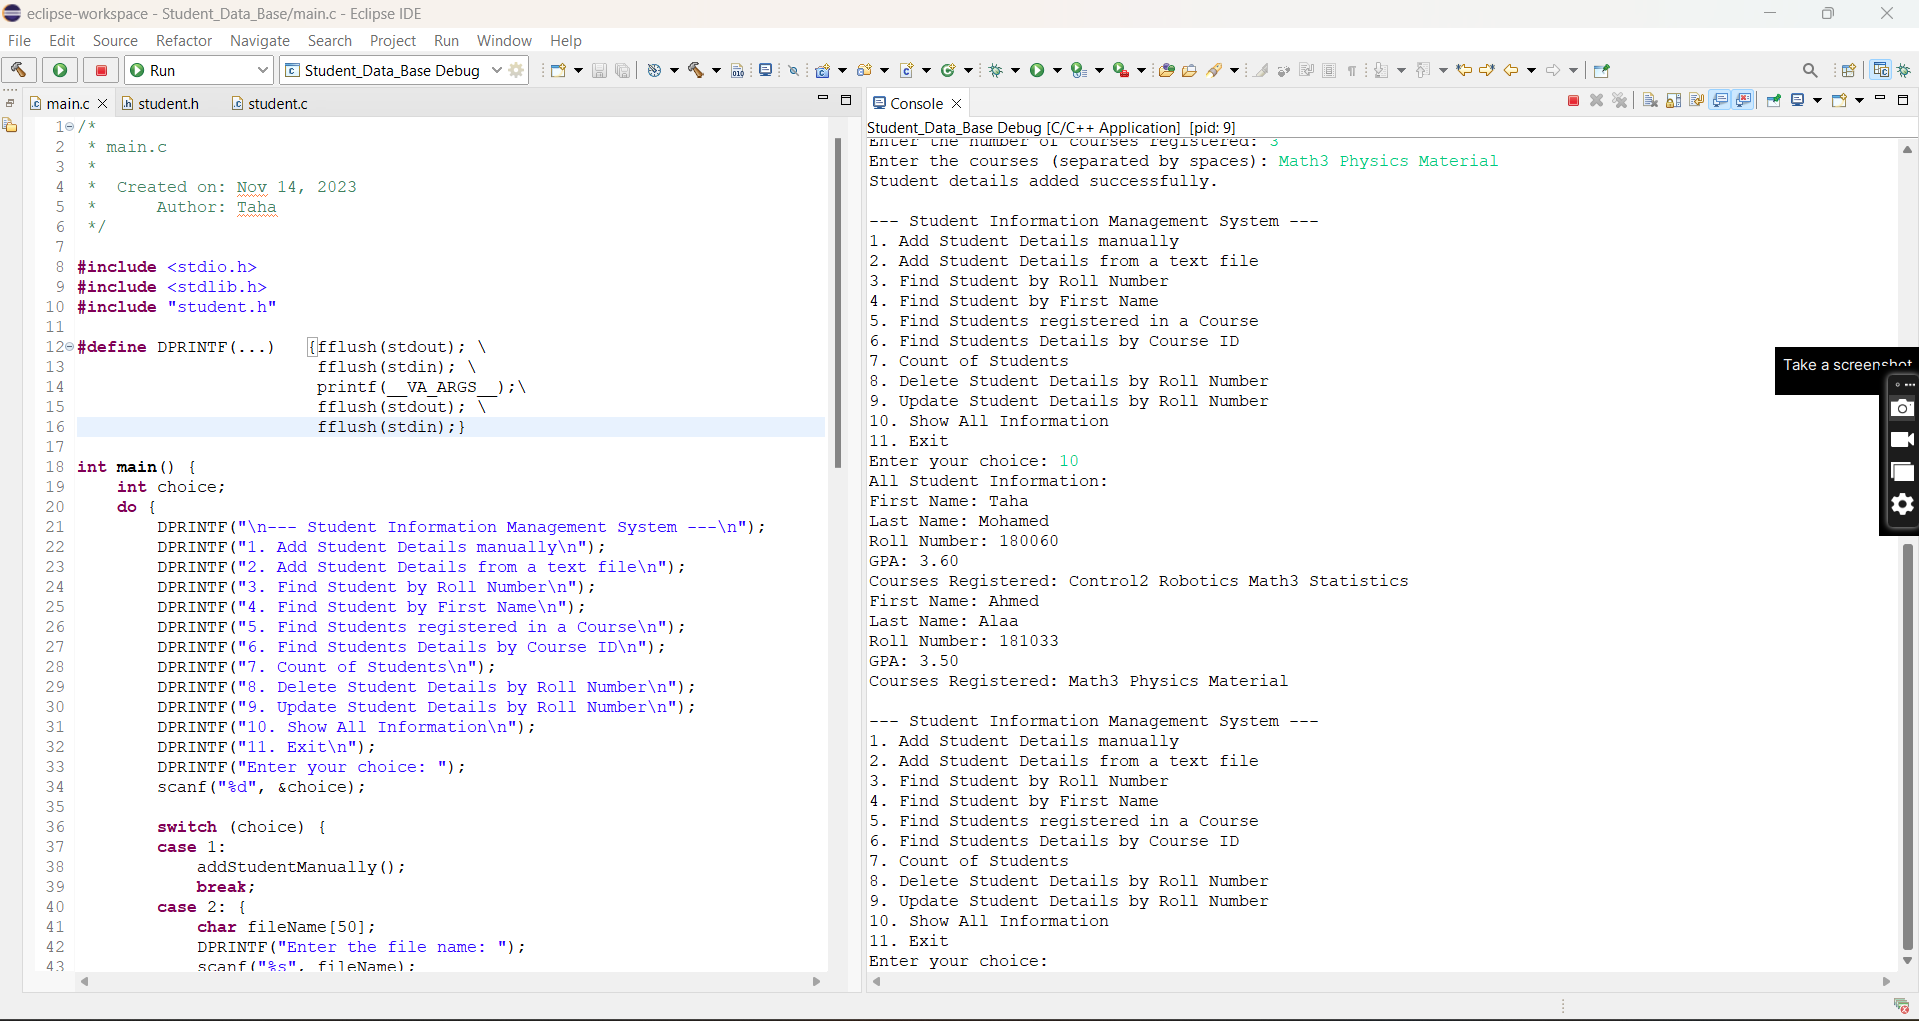 eclipse-workspace - Student_Data_Base/main.c - Eclipse IDE
File Edit Source Refactor Navigate Search Project Run Window Help
Run
Student_Data_Base Debug
main.c
student.h
student.c
1 /*
2 * main.c
3 *
4 * Created on: Nov 14, 2023
5 * Author: Taha
6 */
7
8 #include <stdio.h>
9 #include <stdlib.h>
10 #include "student.h"
11
12 #define DPRINTF(...) {fflush(stdout); \
13 fflush(stdin); \
14 printf(__VA_ARGS__);\
15 fflush(stdout); \
16 fflush(stdin);}
17
18 int main() {
19 int choice;
20 do {
21 DPRINTF("\n--- Student Information Management System ---\n");
22 DPRINTF("1. Add Student Details manually\n");
23 DPRINTF("2. Add Student Details from a text file\n");
24 DPRINTF("3. Find Student by Roll Number\n");
25 DPRINTF("4. Find Student by First Name\n");
26 DPRINTF("5. Find Students registered in a Course\n");
27 DPRINTF("6. Find Students Details by Course ID\n");
28 DPRINTF("7. Count of Students\n");
29 DPRINTF("8. Delete Student Details by Roll Number\n");
30 DPRINTF("9. Update Student Details by Roll Number\n");
31 DPRINTF("10. Show All Information\n");
32 DPRINTF("11. Exit\n");
33 DPRINTF("Enter your choice: ");
34 scanf("%d", &choice);
35
36 switch (choice) {
37 case 1:
38 addStudentManually();
39 break;
40 case 2: {
41 char fileName[50];
42 DPRINTF("Enter the file name: ");
43 scanf("%s", fileName);
Console
Student_Data_Base Debug [C/C++ Application] [pid: 9]
Enter the number of courses registered: 3
Enter the courses (separated by spaces): Math3 Physics Material
Student details added successfully.
--- Student Information Management System ---
1. Add Student Details manually
2. Add Student Details from a text file
3. Find Student by Roll Number
4. Find Student by First Name
5. Find Students registered in a Course
6. Find Students Details by Course ID
7. Count of Students
8. Delete Student Details by Roll Number
9. Update Student Details by Roll Number
10. Show All Information
11. Exit
Enter your choice: 10
All Student Information:
First Name: Taha
Last Name: Mohamed
Roll Number: 180060
GPA: 3.60
Courses Registered: Control2 Robotics Math3 Statistics
First Name: Ahmed
Last Name: Alaa
Roll Number: 181033
GPA: 3.50
Courses Registered: Math3 Physics Material
--- Student Information Management System ---
1. Add Student Details manually
2. Add Student Details from a text file
3. Find Student by Roll Number
4. Find Student by First Name
5. Find Students registered in a Course
6. Find Students Details by Course ID
7. Count of Students
8. Delete Student Details by Roll Number
9. Update Student Details by Roll Number
10. Show All Information
11. Exit
Enter your choice:
Take a screenshot